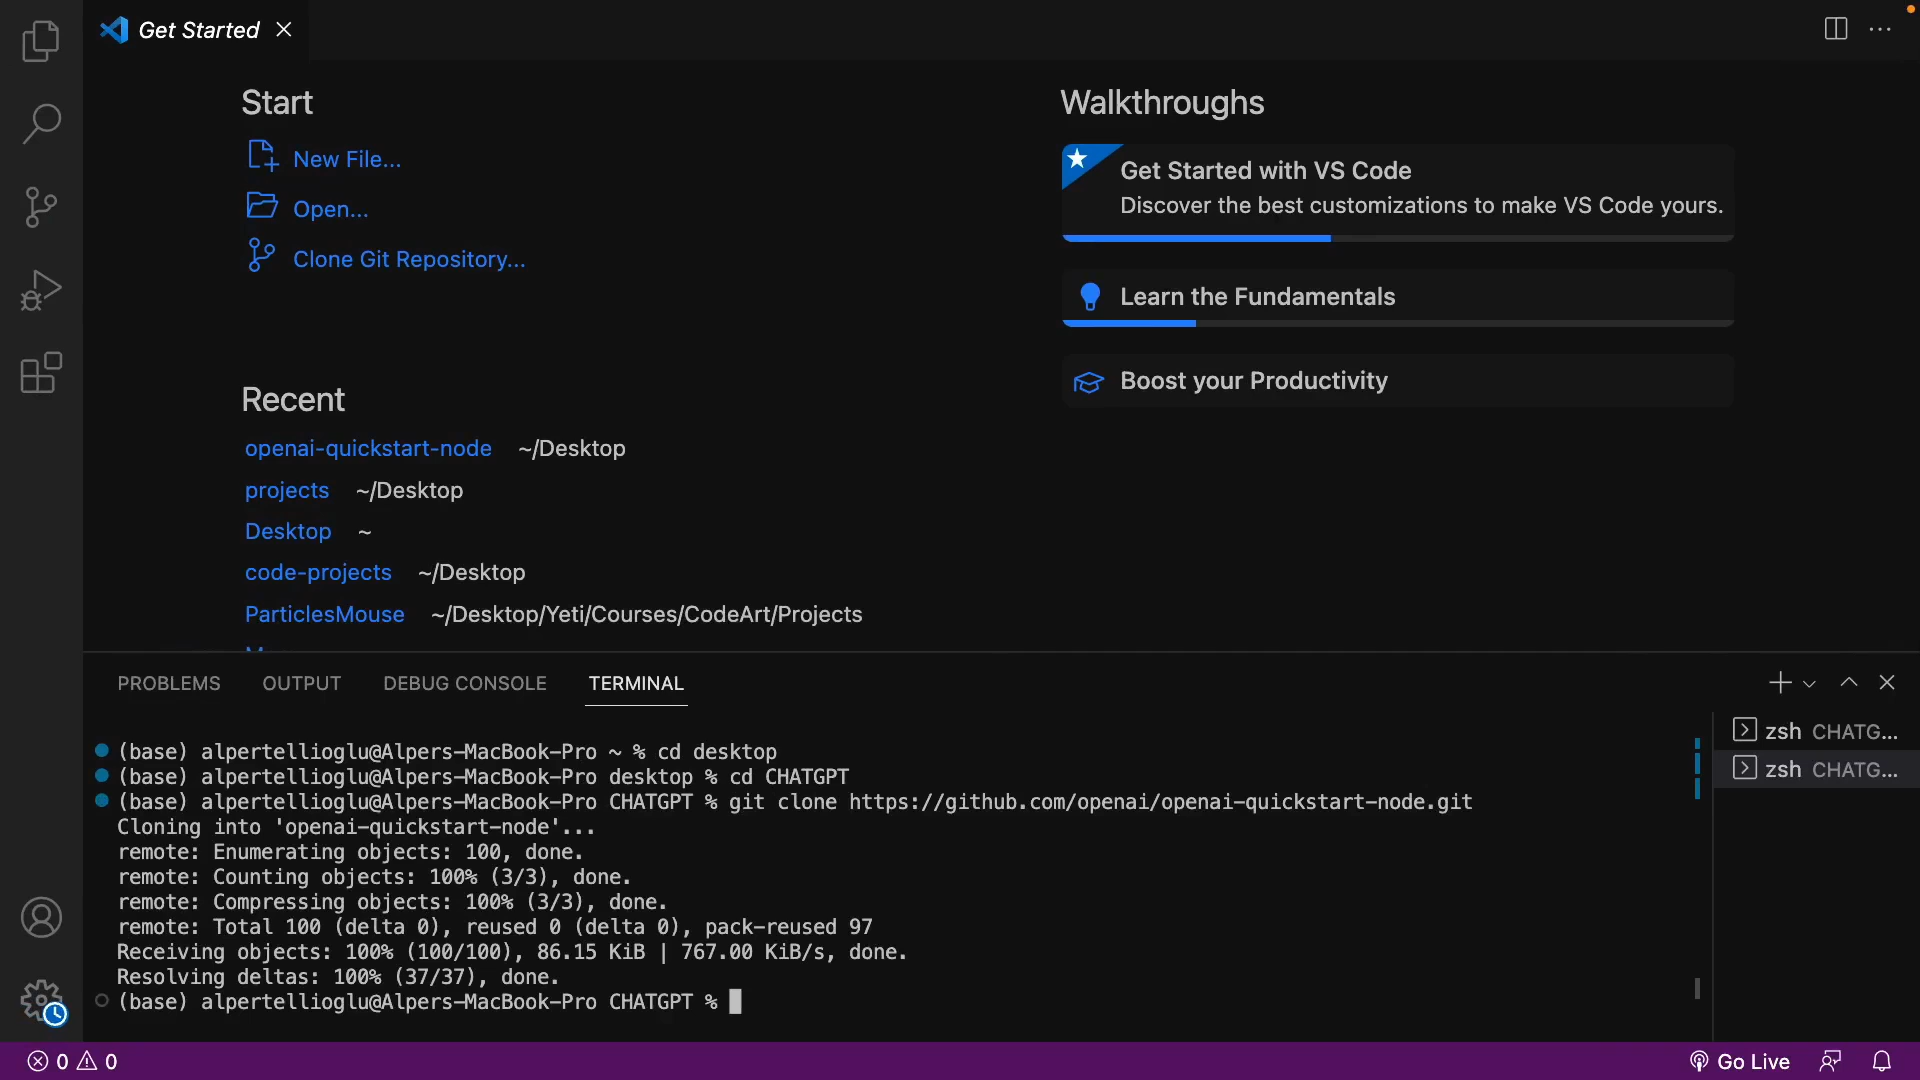 Get Started
Start
New File...
Open...
Clone Git Repository...
Recent
openai-quickstart-node ~/Desktop
projects ~/Desktop
Desktop ~
code-projects ~/Desktop
ParticlesMouse ~/Desktop/Yeti/Courses/CodeArt/Projects
Walkthroughs
Get Started with VS Code
Discover the best customizations to make VS Code yours.
Learn the Fundamentals
Boost your Productivity
PROBLEMS OUTPUT DEBUG CONSOLE TERMINAL
(base) alpertellioglu@Alpers-MacBook-Pro ~ % cd desktop
(base) alpertellioglu@Alpers-MacBook-Pro desktop % cd CHATGPT
(base) alpertellioglu@Alpers-MacBook-Pro CHATGPT % git clone https://github.com/openai/openai-quickstart-node.git
Cloning into 'openai-quickstart-node'...
remote: Enumerating objects: 100, done.
remote: Counting objects: 100% (3/3), done.
remote: Compressing objects: 100% (3/3), done.
remote: Total 100 (delta 0), reused 0 (delta 0), pack-reused 97
Receiving objects: 100% (100/100), 86.15 KiB | 767.00 KiB/s, done.
Resolving deltas: 100% (37/37), done.
(base) alpertellioglu@Alpers-MacBook-Pro CHATGPT %
zsh CHATG...
zsh CHATG...
0 0
Go Live